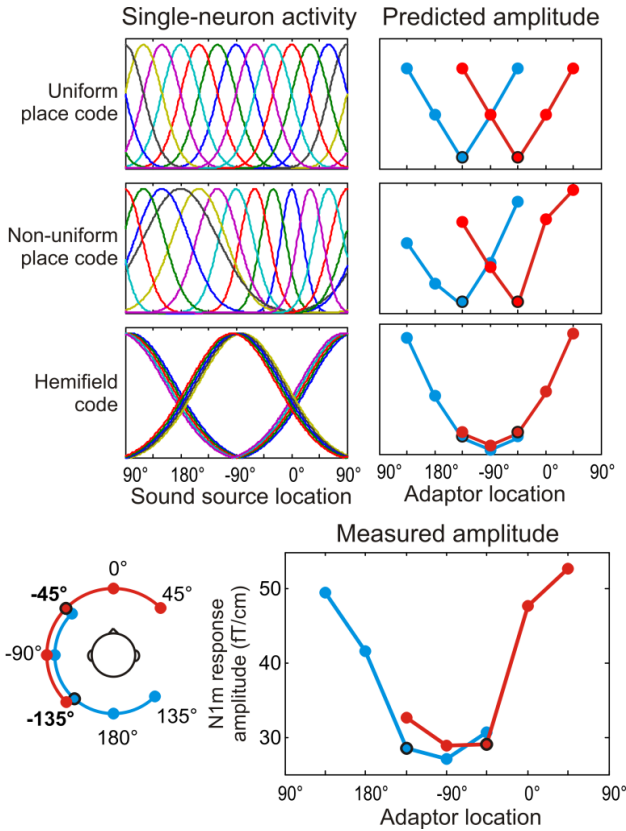 Single-neuron activity
Predicted amplitude
Uniform
place code
Non-uniform
place code
Hemifield
code
90° 180° -90° 0° 90°
Sound source location
90° 180° -90° 0° 90°
Adaptor location
Measured amplitude
0°
-45° 45°
-90°
-135° 135°
180°
N1m response
amplitude (fT/cm)
50
40
30
90° 180° -90° 0° 90°
Adaptor location